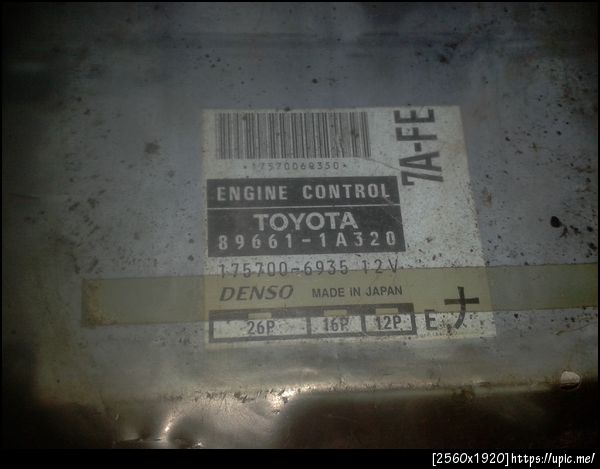 *17570069350*
7A-FE
ENGINE CONTROL
TOYOTA
89661-1A320
175700-6935 12V
DENSO MADE IN JAPAN
26P 16P 12P E ナ
[2560x1920]https://upic.me/